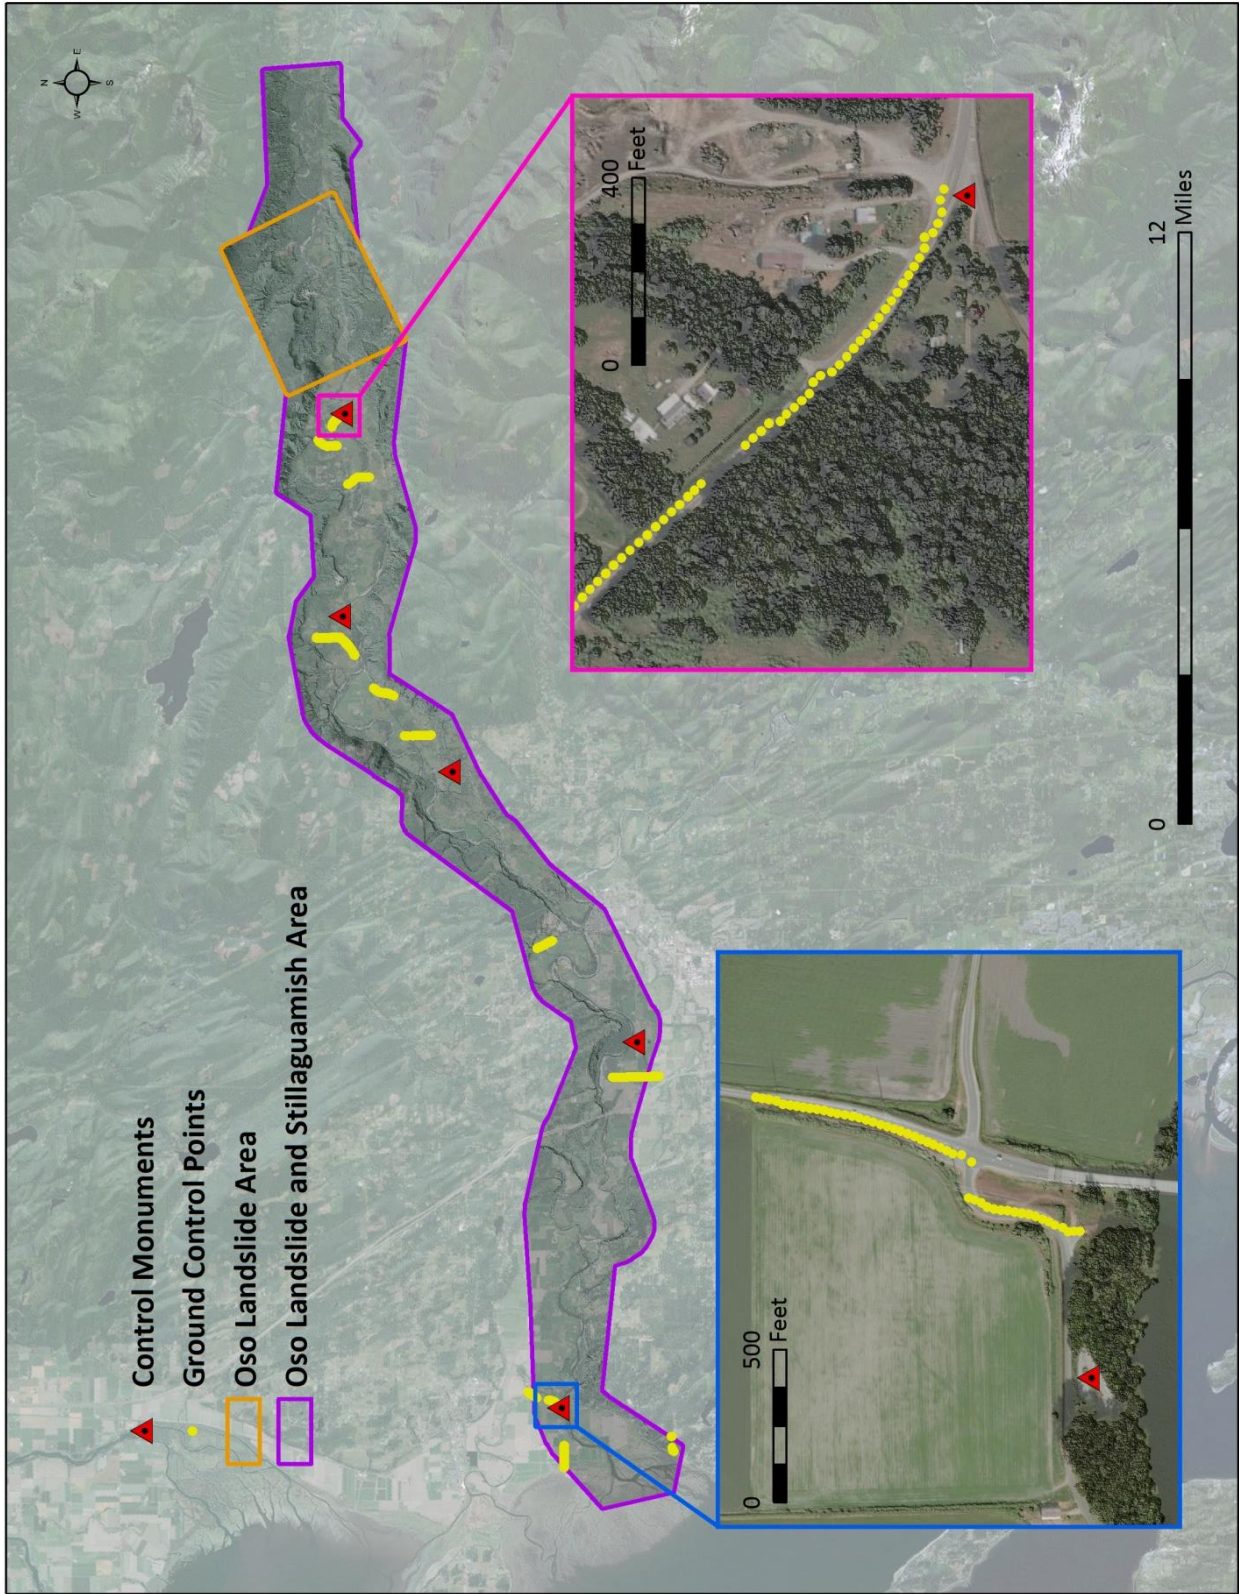 N
W E
S
Control Monuments
Ground Control Points
Oso Landslide Area
Oso Landslide and Stillaguamish Area
0 500
Feet
0 400
Feet
0 12
Miles